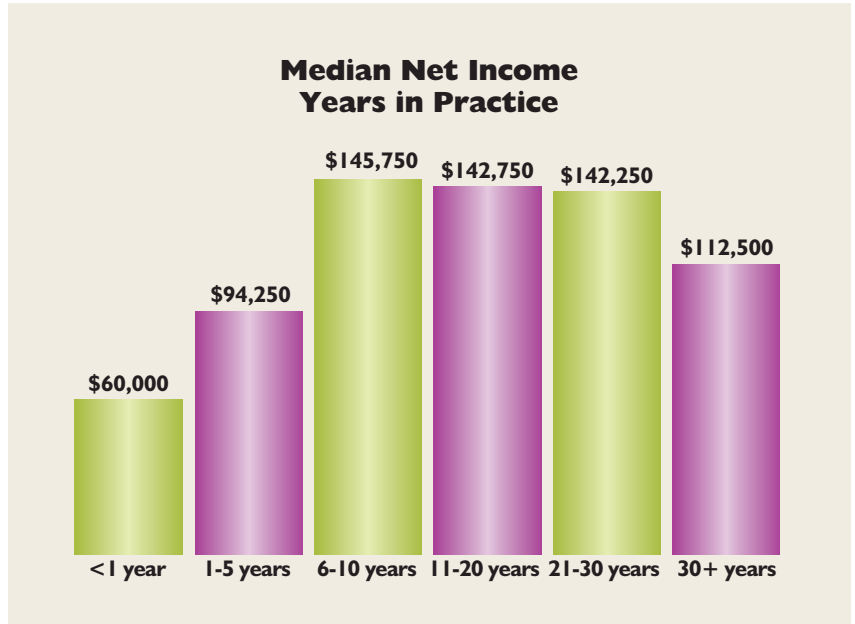 Median Net Income
Years in Practice
$145,750
$142,750
$142,250
$112,500
$94,250
$60,000
<1 year
1-5 years
6-10 years
11-20 years
21-30 years
30+ years